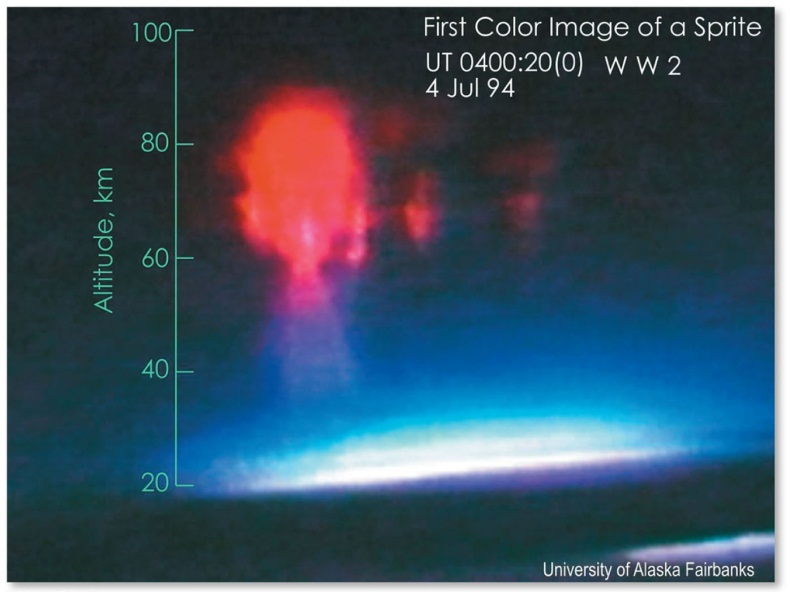 First Color Image of a Sprite
UT 0400:20(0) W W 2
4 Jul 94
100
80
60
40
20
Altitude, km
University of Alaska Fairbanks